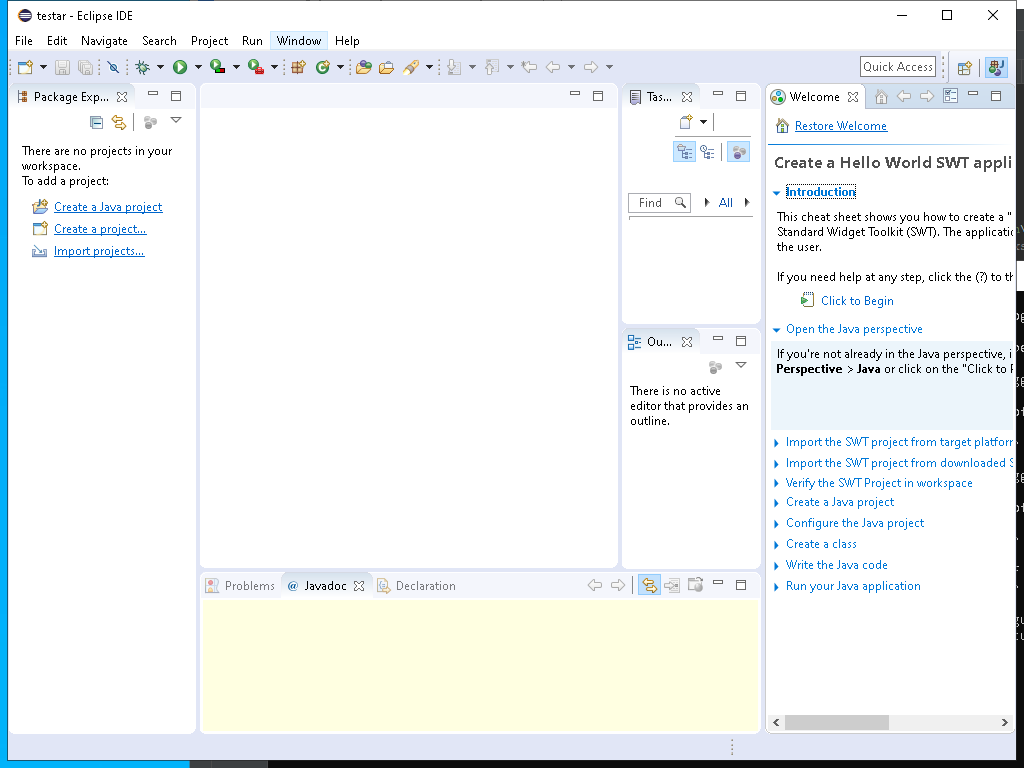 testar - Eclipse IDE
File Edit Navigate Search Project Run Window Help
Quick Access
Package Exp...
There are no projects in your
workspace.
To add a project:
Create a Java project
Create a project...
Import projects...
Tas...
Find
All
Ou...
There is no active
editor that provides an
outline.
Problems
@ Javadoc
Declaration
Welcome
Restore Welcome
Create a Hello World SWT appli
Introduction
This cheat sheet shows you how to create a "
Standard Widget Toolkit (SWT). The applicatio
the user.
If you need help at any step, click the (?) to th
Click to Begin
Open the Java perspective
If you're not already in the Java perspective, i
Perspective > Java or click on the "Click to P
Import the SWT project from target platform
Import the SWT project from downloaded S
Verify the SWT Project in workspace
Create a Java project
Configure the Java project
Create a class
Write the Java code
Run your Java application